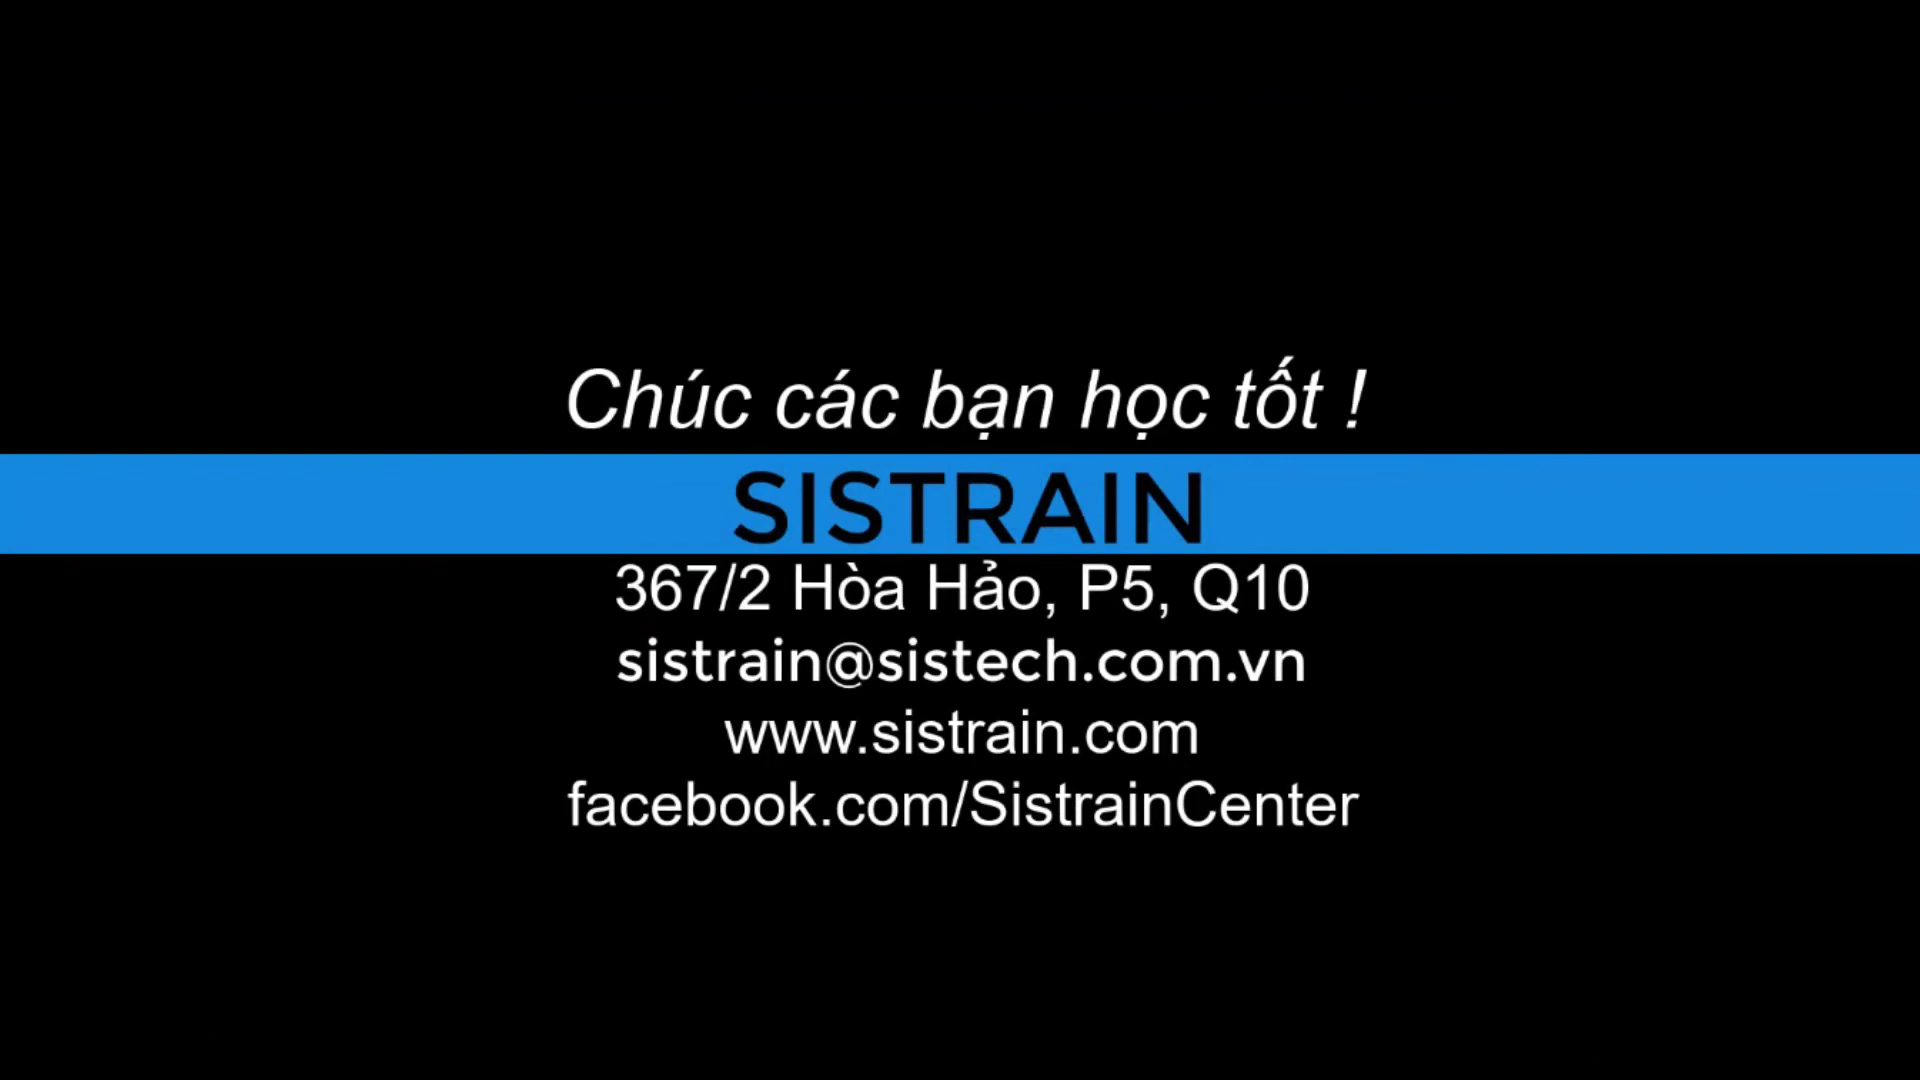 Chúc các bạn học tốt !
SISTRAIN
367/2 Hòa Hảo, P5, Q10
sistrain@sistech.com.vn
www.sistrain.com
facebook.com/SistrainCenter